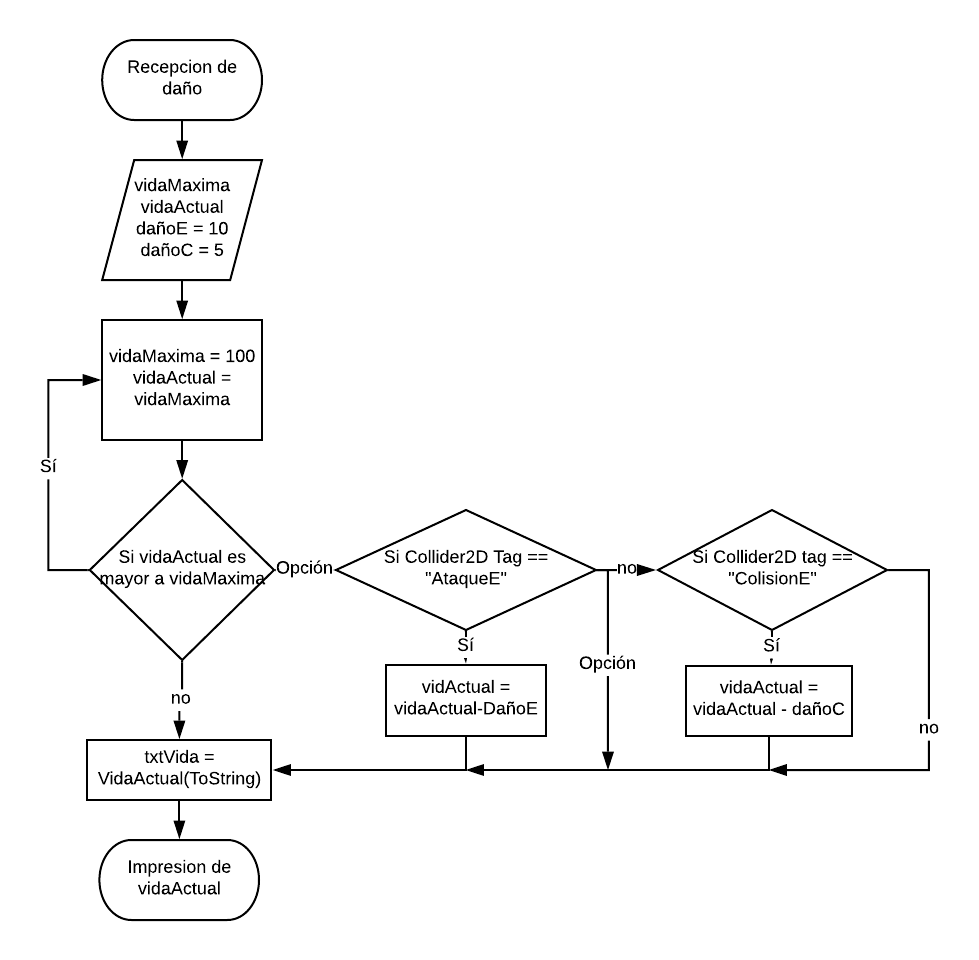 Recepcion de
daño
vidaMaxima
vidaActual
dañoE = 10
dañoC = 5
vidaMaxima = 100
vidaActual =
vidaMaxima
Sí
Si vidaActual es
mayor a vidaMaxima
Opción
Si Collider2D Tag ==
"AtaqueE"
no
Si Collider2D tag ==
"ColisionE"
Sí
Opción
Sí
no
vidActual =
vidaActual-DañoE
vidaActual =
vidaActual - dañoC
no
txtVida =
VidaActual(ToString)
Impresion de
vidaActual